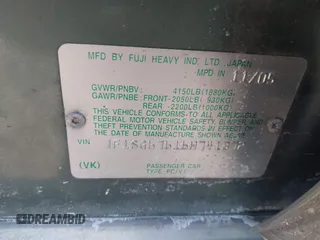 MFD BY FUJI HEAVY IND. LTD. JAPAN
MFD IN 11/05
GVWR/PNBV: 4150LB(1880KG)
GAWR/PNBE: FRONT-2050LB( 930KG)
REAR -2200LB(1000KG)
THIS VEHICLE CONFORMS TO ALL APPLICABLE
FEDERAL MOTOR VEHICLE SAFETY, BUMPER, AND
THEFT PREVENTION STANDARDS IN EFFECT ON THE
DATE OF MANUFACTURE SHOWN ABOVE.
VIN
(VK) PASSENGER CAR
TYPE
DREAMBID